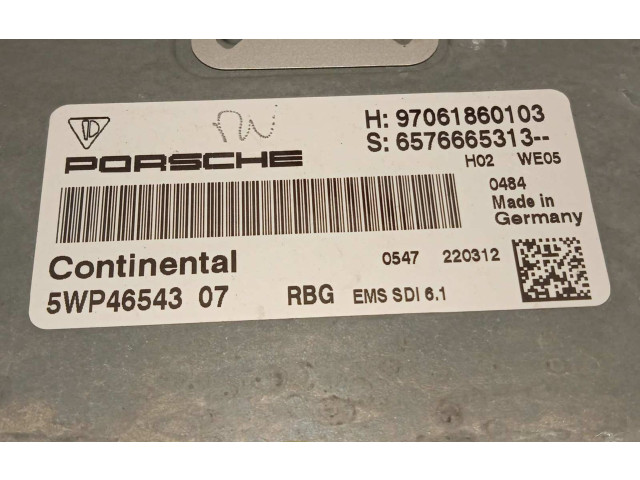 H: 97061860103
PORSCHE
S: 6576665313--
H02 WE05
0484
Made in
Germany
Continental
0547 220312
5WP46543 07 RBG EMS SDI 6.1